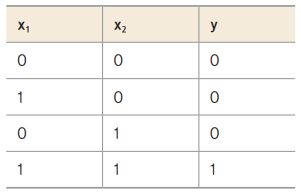 x₁ x₂ y
0 0 0
1 0 0
0 1 0
1 1 1